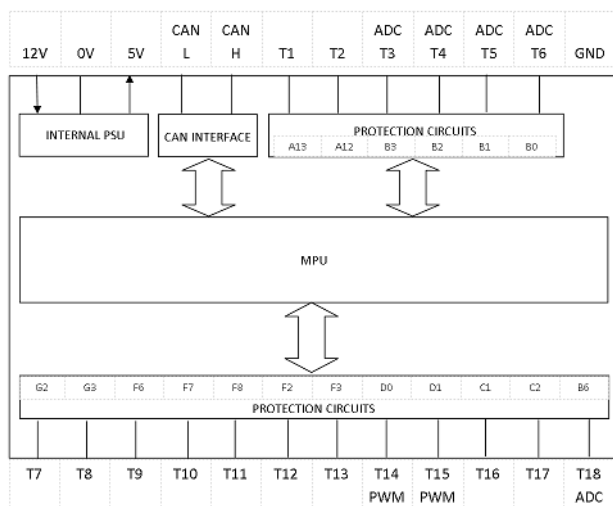 CAN CAN ADC ADC ADC ADC
12V 0V 5V L H T1 T2 T3 T4 T5 T6 GND
INTERNAL PSU CAN INTERFACE PROTECTION CIRCUITS
A13 A12 B3 B2 B1 B0
MPU
G2 G3 F6 F7 F8 F2 F3 D0 D1 C1 C2 B6
PROTECTION CIRCUITS
T7 T8 T9 T10 T11 T12 T13 T14 T15 T16 T17 T18
PWM PWM ADC